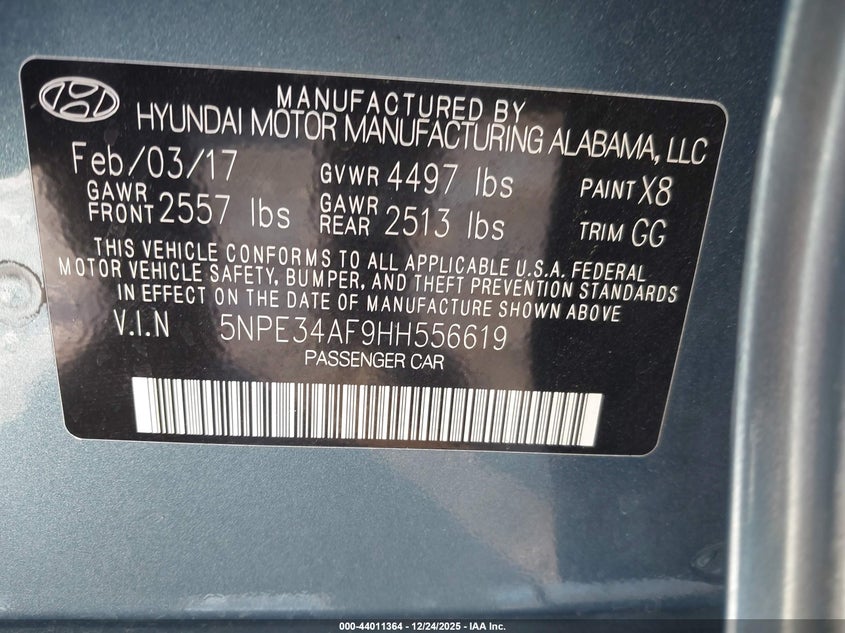 MANUFACTURED BY
HYUNDAI MOTOR MANUFACTURING ALABAMA, LLC
Feb/03/17 GVWR 4497 lbs PAINT X8
GAWR FRONT 2557 lbs GAWR REAR 2513 lbs TRIM GG
THIS VEHICLE CONFORMS TO ALL APPLICABLE U.S.A. FEDERAL
MOTOR VEHICLE SAFETY, BUMPER, AND THEFT PREVENTION STANDARDS
IN EFFECT ON THE DATE OF MANUFACTURE SHOWN ABOVE
V.I.N 5NPE34AF9HH556619
PASSENGER CAR
000-44011364 - 12/24/2025 - IAA Inc.